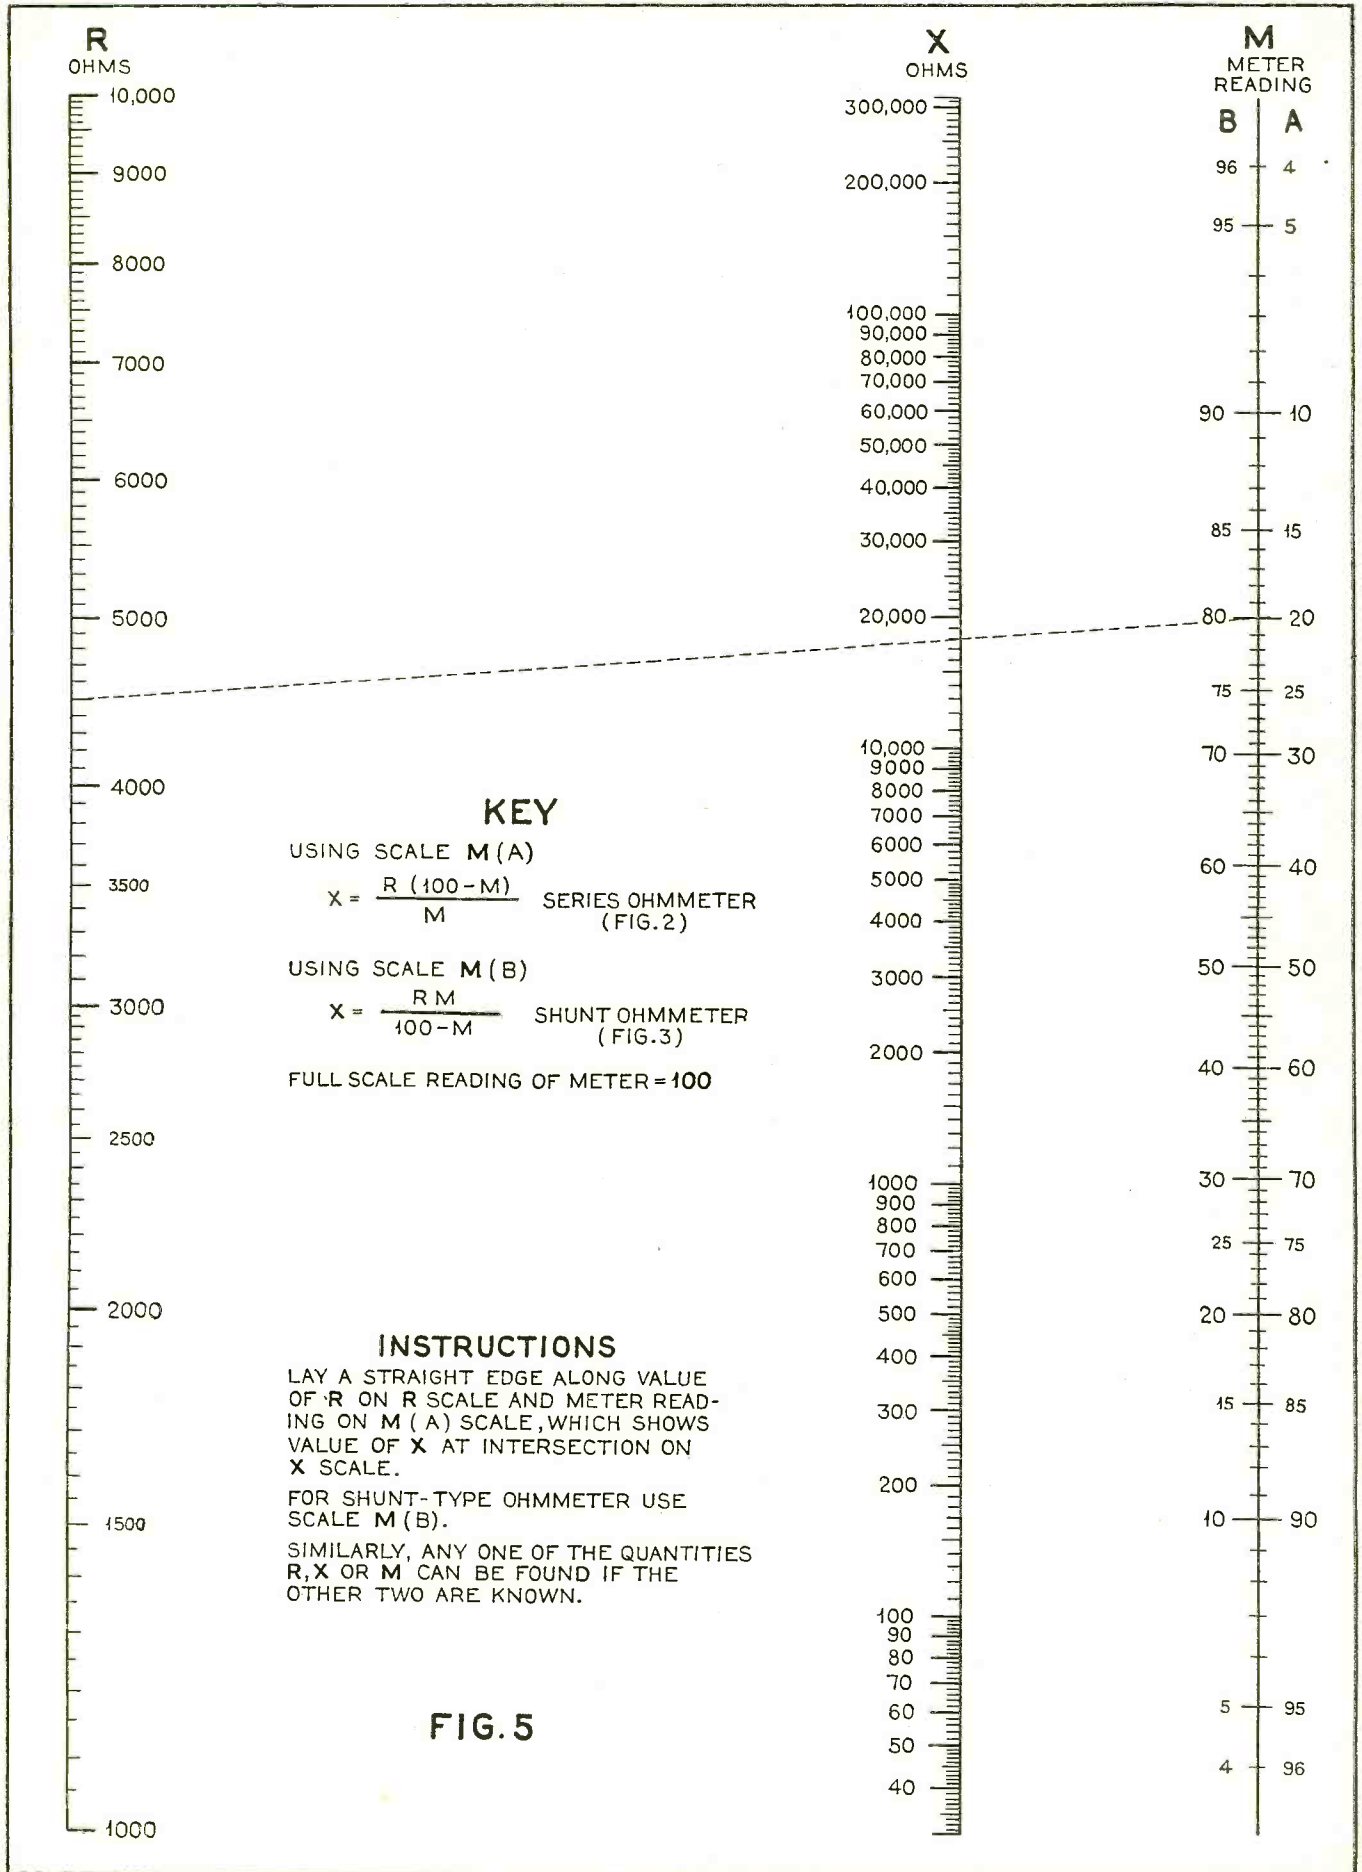 R
OHMS
10,000
9000
8000
7000
6000
5000
4000
3500
3000
2500
2000
1500
1000
X
OHMS
300,000
200,000
100,000
90,000
80,000
70,000
60,000
50,000
40,000
30,000
20,000
10,000
9000
8000
7000
6000
5000
4000
3000
2000
1000
900
800
700
600
500
400
300
200
100
90
80
70
60
50
40
M
METER
READING
B A
96 4
95 5
90 10
85 15
80 20
75 25
70 30
60 40
50 50
40 60
30 70
25 75
20 80
15 85
10 90
5 95
4 96
KEY
USING SCALE M(A)
X = R (100-M) / M SERIES OHMMETER
(FIG.2)
USING SCALE M(B)
X = RM / 100-M SHUNT OHMMETER
(FIG.3)
FULL SCALE READING OF METER = 100
INSTRUCTIONS
LAY A STRAIGHT EDGE ALONG VALUE
OF R ON R SCALE AND METER READ-
ING ON M (A) SCALE, WHICH SHOWS
VALUE OF X AT INTERSECTION ON
X SCALE.
FOR SHUNT-TYPE OHMMETER USE
SCALE M(B).
SIMILARLY, ANY ONE OF THE QUANTITIES
R,X OR M CAN BE FOUND IF THE
OTHER TWO ARE KNOWN.
FIG.5